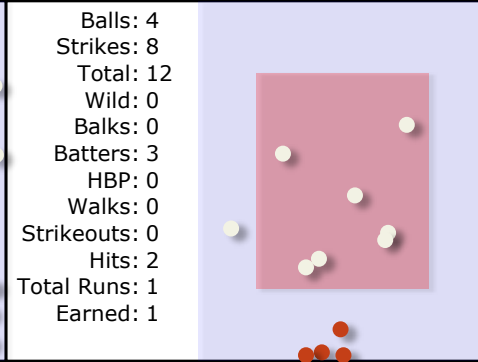 Balls: 4
Strikes: 8
Total: 12
Wild: 0
Balks: 0
Batters: 3
HBP: 0
Walks: 0
Strikeouts: 0
Hits: 2
Total Runs: 1
Earned: 1